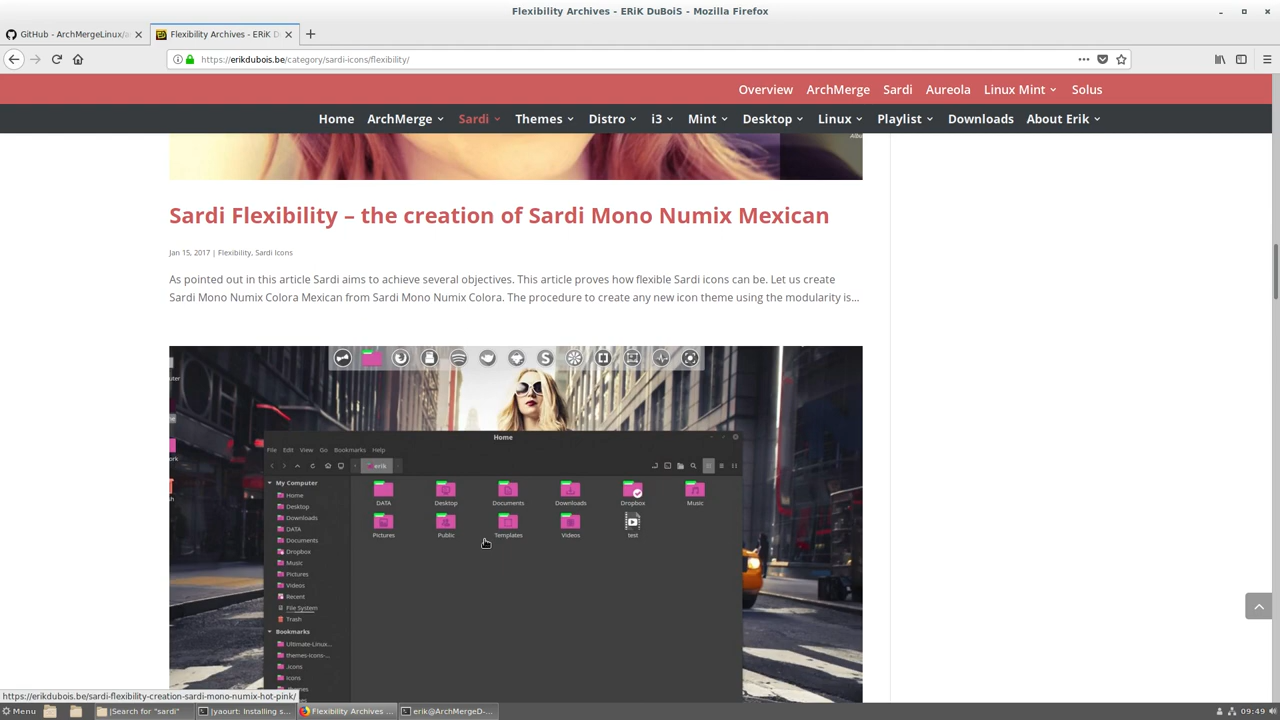 Flexibility Archives - ERiK DuBoiS - Mozilla Firefox
GitHub - ArchMergeLinux/a
Flexibility Archives - ERiK D
https://erikdubois.be/category/sardi-icons/flexibility/
Overview ArchMerge Sardi Aureola Linux Mint Solus
Home ArchMerge Sardi Themes Distro i3 Mint Desktop Linux Playlist Downloads About Erik
Sardi Flexibility – the creation of Sardi Mono Numix Mexican
Jan 15, 2017 | Flexibility, Sardi Icons
As pointed out in this article Sardi aims to achieve several objectives. This article proves how flexible Sardi icons can be. Let us create
Sardi Mono Numix Colora Mexican from Sardi Mono Numix Colora. The procedure to create any new icon theme using the modularity is...
Home
File Edit View Go Bookmarks Help
erik
My Computer
Home
Desktop
Downloads
DATA
Documents
Dropbox
Music
Pictures
Videos
Recent
File System
Trash
Bookmarks
Ultimate-Linux...
themes-icons-...
.icons
icons
DATA Desktop Documents Downloads Dropbox Music
Pictures Public Templates Videos test
https://erikdubois.be/sardi-flexibility-creation-sardi-mono-numix-hot-pink/
Menu
|Search for "sardi"
|yaourt: Installing s...
Flexibility Archives ...
erik@ArchMergeD-...
09:49